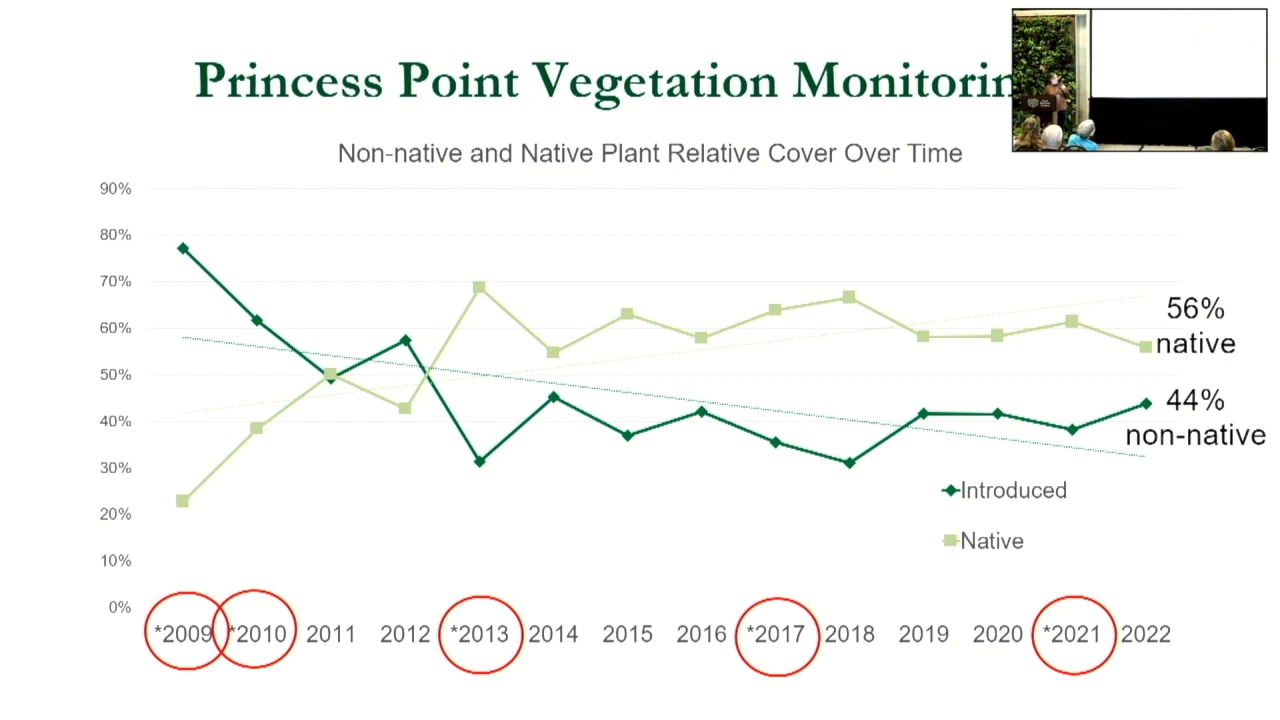 Princess Point Vegetation Monitorin
Non-native and Native Plant Relative Cover Over Time
90%
80%
70%
60%
50%
40%
30%
20%
10%
0%
56%
native
44%
non-native
Introduced
Native
*2009 *2010 2011 2012 *2013 2014 2015 2016 *2017 2018 2019 2020 *2021 2022